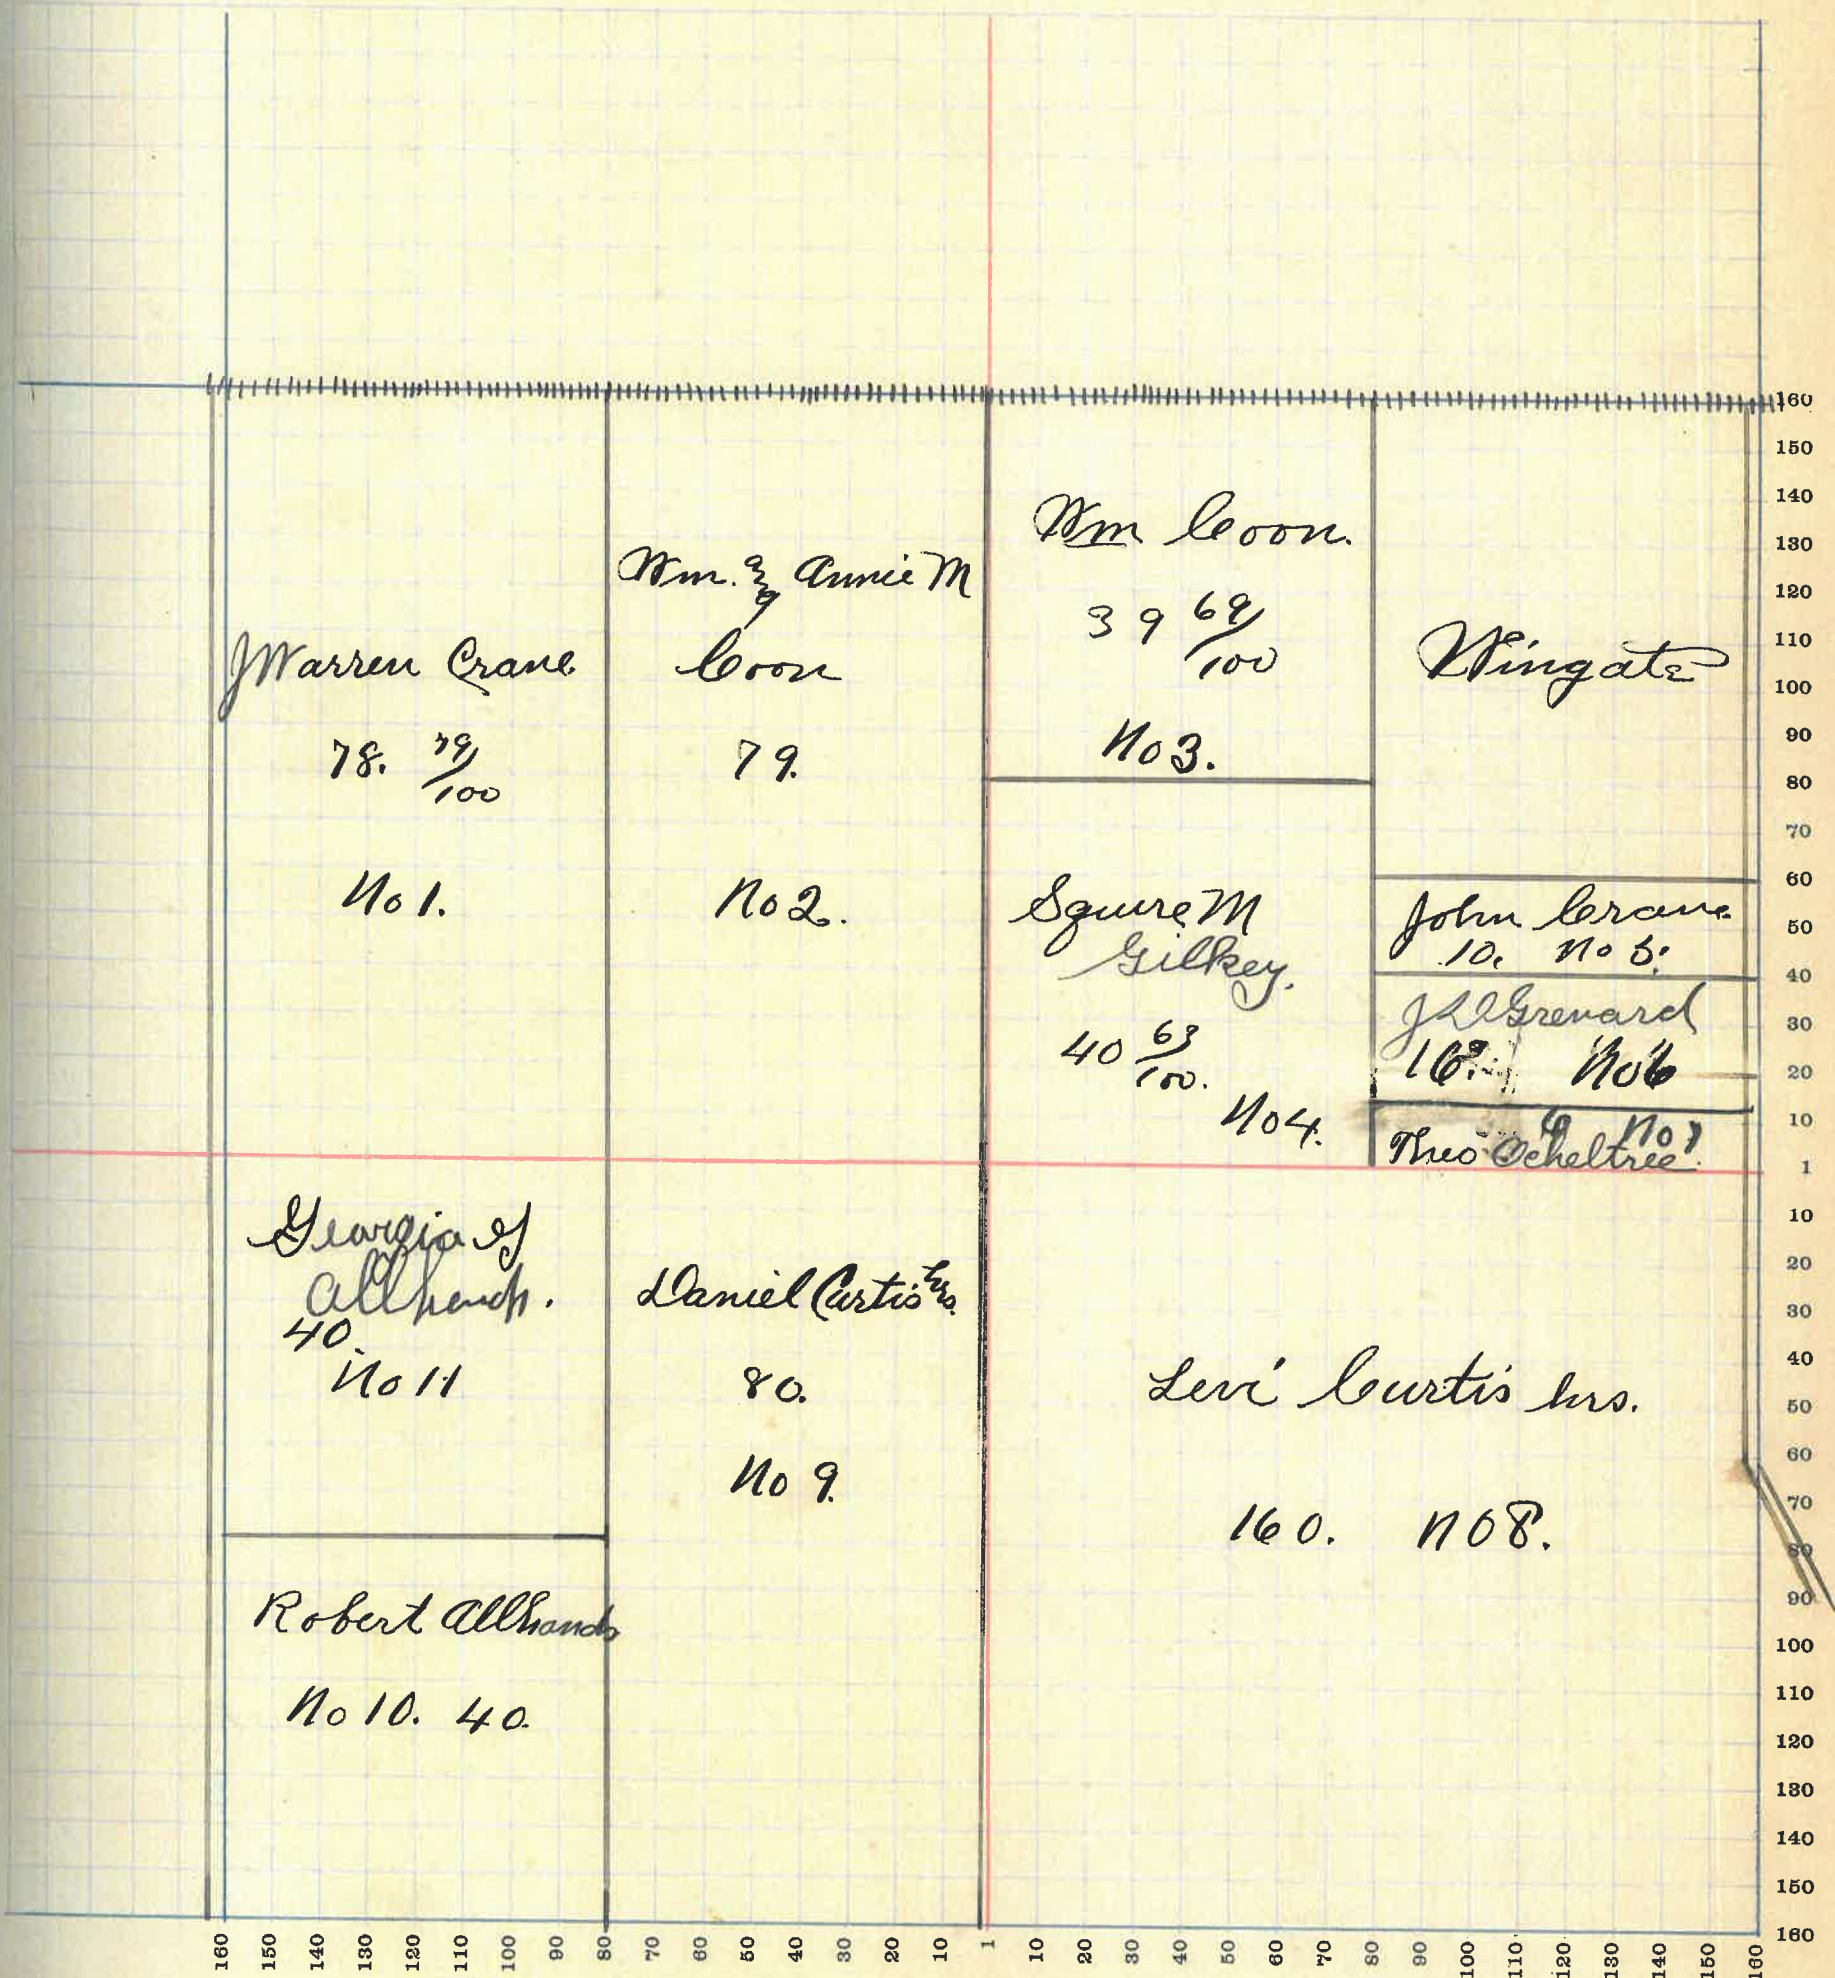 J Warren Crane
78. 79/100
No 1.
Wm. & Annie M
Coon
79.
No 2.
Wm Coon.
39 69/100
No 3.
Wingate
Squire M
Gilkey.
40 63/100.
No 4.
John Crane
10. No 5.
Grenard
16. No 6
6 No 7
Theo Ocheltree.
Georgia
Allhands.
40.
No 11
Daniel Curtis hrs.
80.
No 9.
Levi Curtis hrs.
160. No 8.
Robert Allhands
No 10. 40.
160
150
140
130
120
110
100
90
80
70
60
50
40
30
20
10
1
10
20
30
40
50
60
70
80
90
100
110
120
130
140
150
160
160 150 140 130 120 110 100 90 80 70 60 50 40 30 20 10 1 10 20 30 40 50 60 70 80 90 100 110 120 130 140 150 160